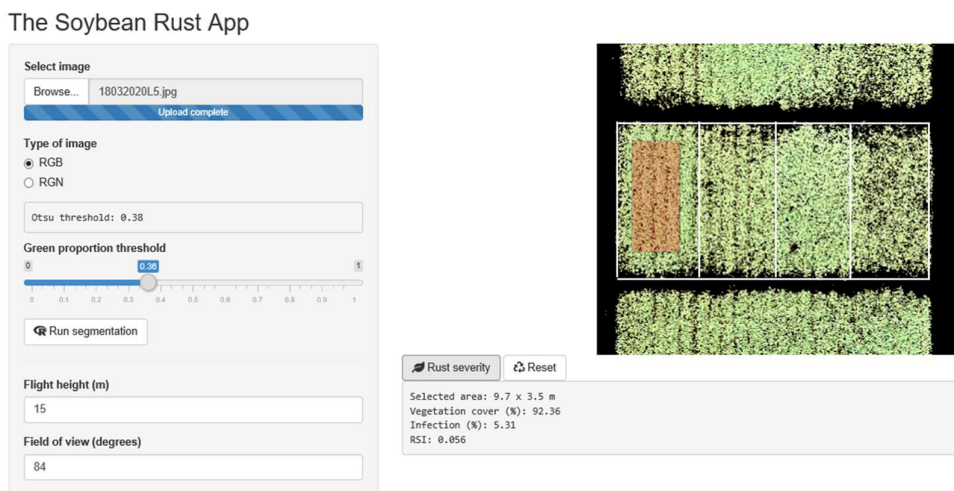 The Soybean Rust App
Select image
Browse... 18032020L5.jpg
Upload complete
Type of image
RGB
RGN
Otsu threshold: 0.38
Green proportion threshold
0 0.36 1
0 0.1 0.2 0.3 0.4 0.5 0.6 0.7 0.8 0.9 1
Run segmentation
Flight height (m)
15
Field of view (degrees)
84
Rust severity Reset
Selected area: 9.7 x 3.5 m
Vegetation cover (%): 92.36
Infection (%): 5.31
RSI: 0.056